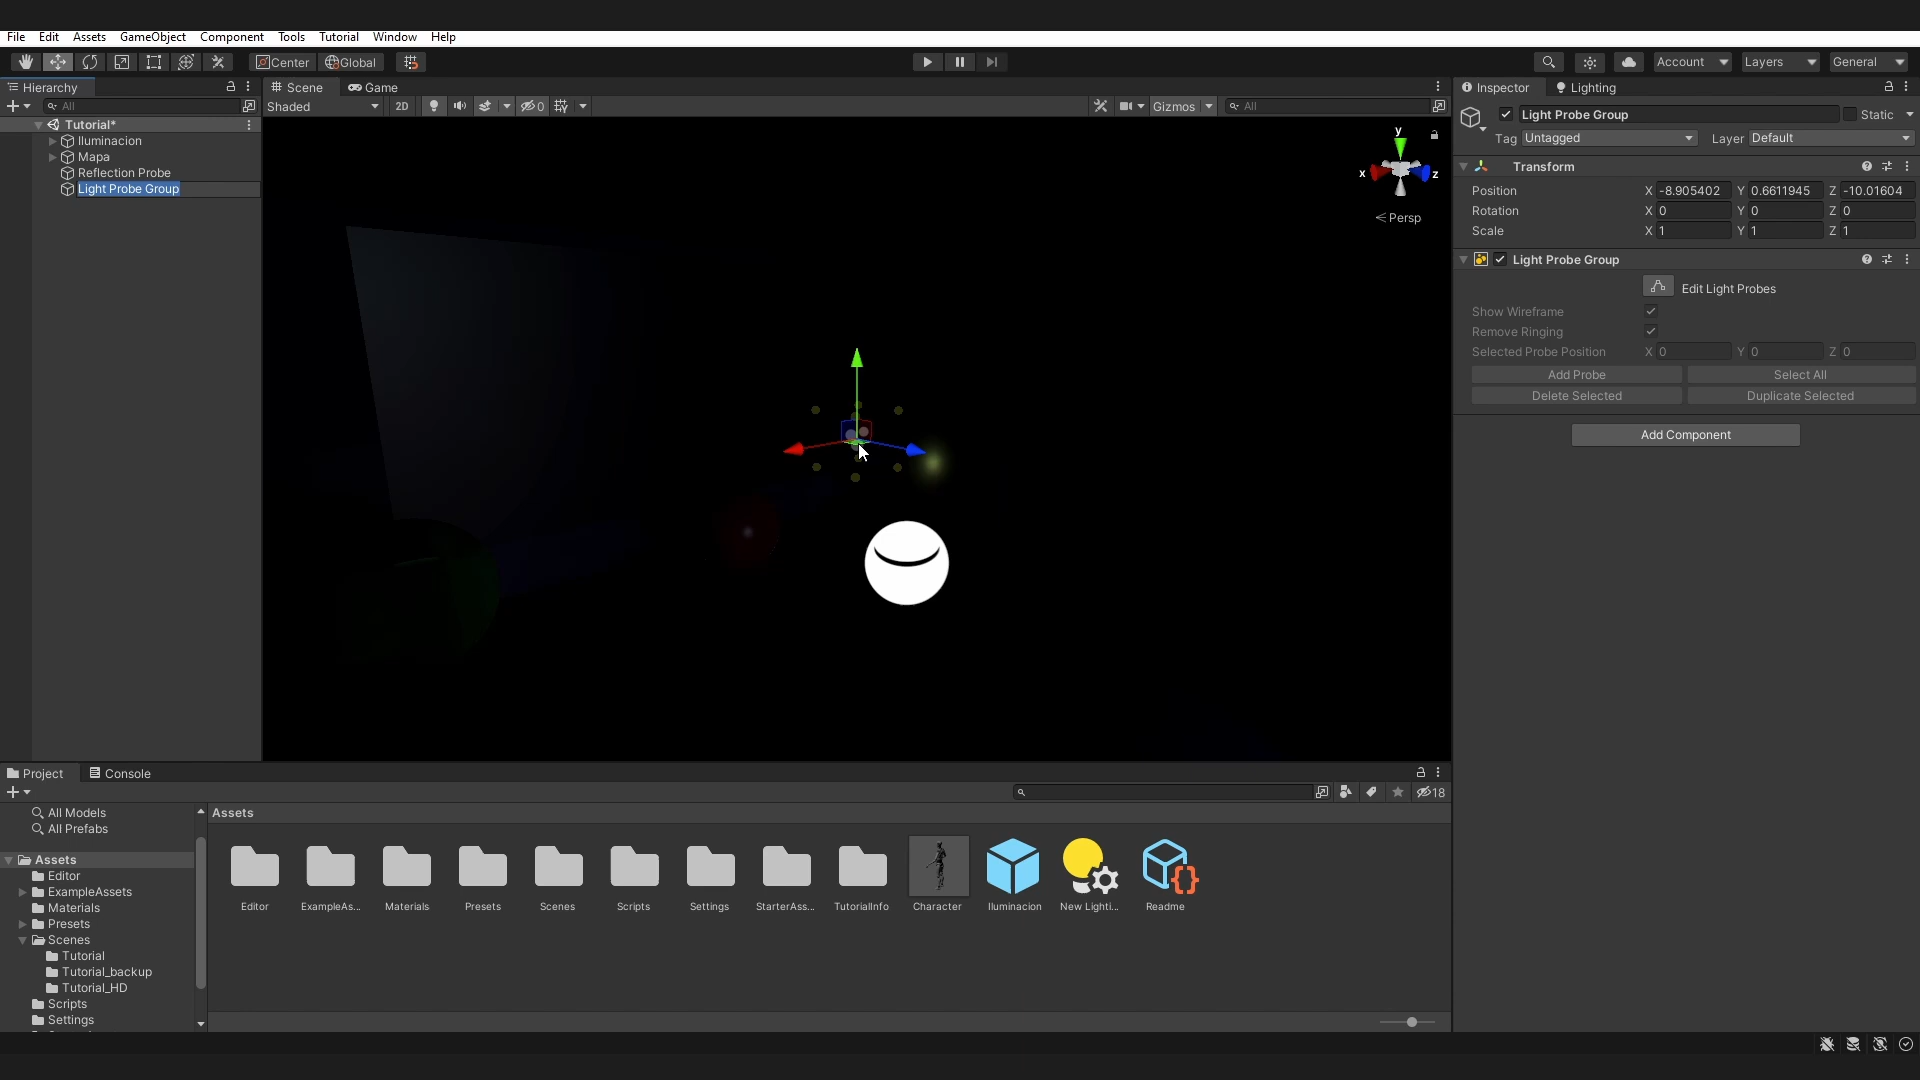 File Edit Assets GameObject Component Tools Tutorial Window Help
Center Global Account Layers General
Hierarchy Scene Game Inspector Lighting
All Shaded 2D 0 Gizmos All
Light Probe Group Static
Tutorial*
Tag Untagged Layer Default
Iluminacion
Mapa
Reflection Probe
Light Probe Group
y
x z
Persp
Transform
Position X -8.905402 Y 0.6611945 Z -10.01604
Rotation X 0 Y 0 Z 0
Scale X 1 Y 1 Z 1
Light Probe Group
Edit Light Probes
Show Wireframe
Remove Ringing
Selected Probe Position X 0 Y 0 Z 0
Add Probe Select All
Delete Selected Duplicate Selected
Add Component
Project Console
18
All Models
All Prefabs
Assets
Editor
ExampleAssets
Materials
Presets
Scenes
Tutorial
Tutorial_backup
Tutorial_HD
Scripts
Settings
Assets
Editor ExampleAs... Materials Presets Scenes Scripts Settings StarterAss... TutorialInfo Character Iluminacion New Lighti... Readme